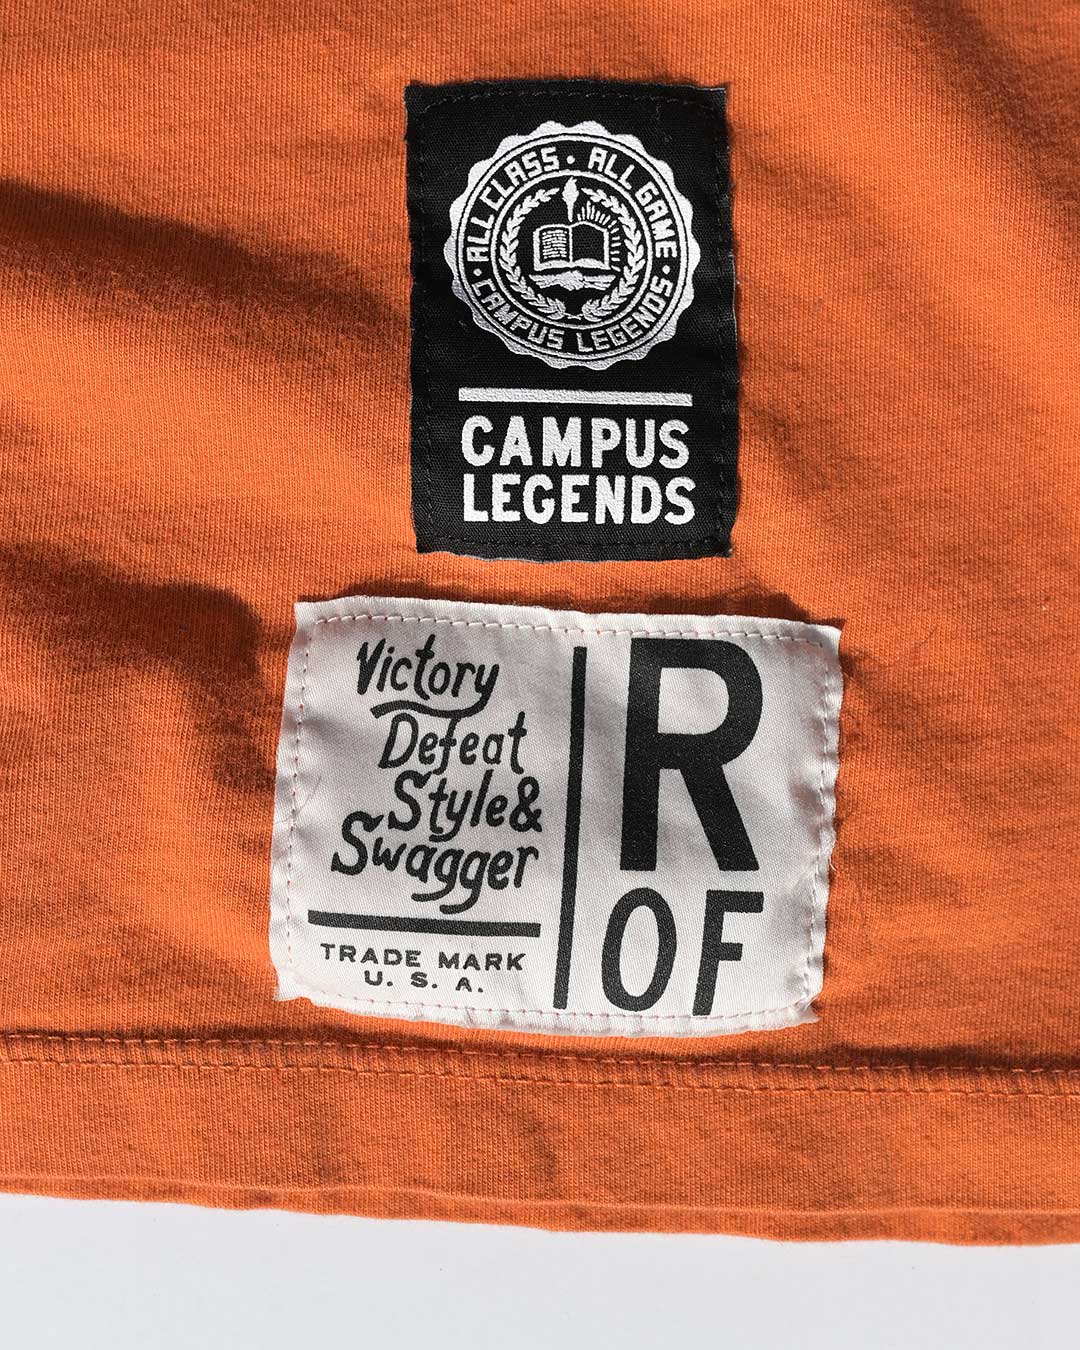 ALL CLASS · ALL GAME
· CAMPUS LEGENDS ·
CAMPUS
LEGENDS
Victory
Defeat
Style &
Swagger
TRADE MARK
U. S. A.
R
OF